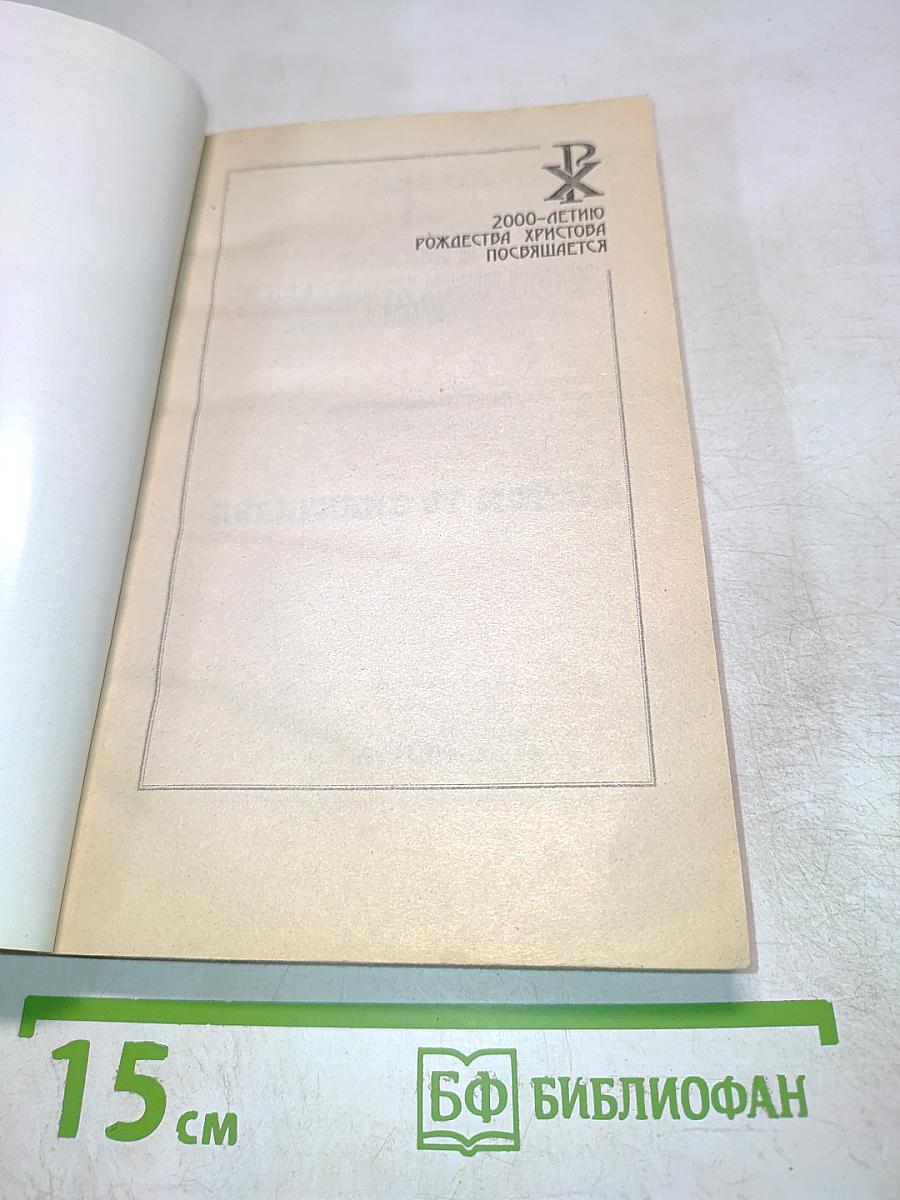 2000-ЛЕТИЮ
РОЖДЕСТВА ХРИСТОВА
ПОСВЯЩАЕТСЯ
15 см
БФ БИБЛИОФАН